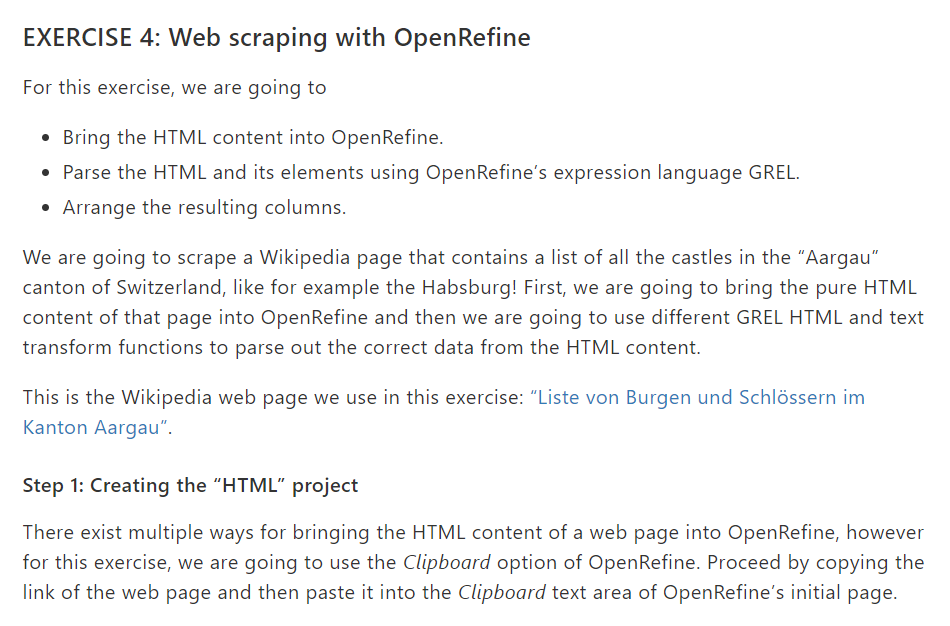 EXERCISE 4: Web scraping with OpenRefine
For this exercise, we are going to
• Bring the HTML content into OpenRefine.
• Parse the HTML and its elements using OpenRefine’s expression language GREL.
• Arrange the resulting columns.
We are going to scrape a Wikipedia page that contains a list of all the castles in the “Aargau”
canton of Switzerland, like for example the Habsburg! First, we are going to bring the pure HTML
content of that page into OpenRefine and then we are going to use different GREL HTML and text
transform functions to parse out the correct data from the HTML content.
This is the Wikipedia web page we use in this exercise: “Liste von Burgen und Schlössern im
Kanton Aargau”.
Step 1: Creating the “HTML” project
There exist multiple ways for bringing the HTML content of a web page into OpenRefine, however
for this exercise, we are going to use the Clipboard option of OpenRefine. Proceed by copying the
link of the web page and then paste it into the Clipboard text area of OpenRefine’s initial page.